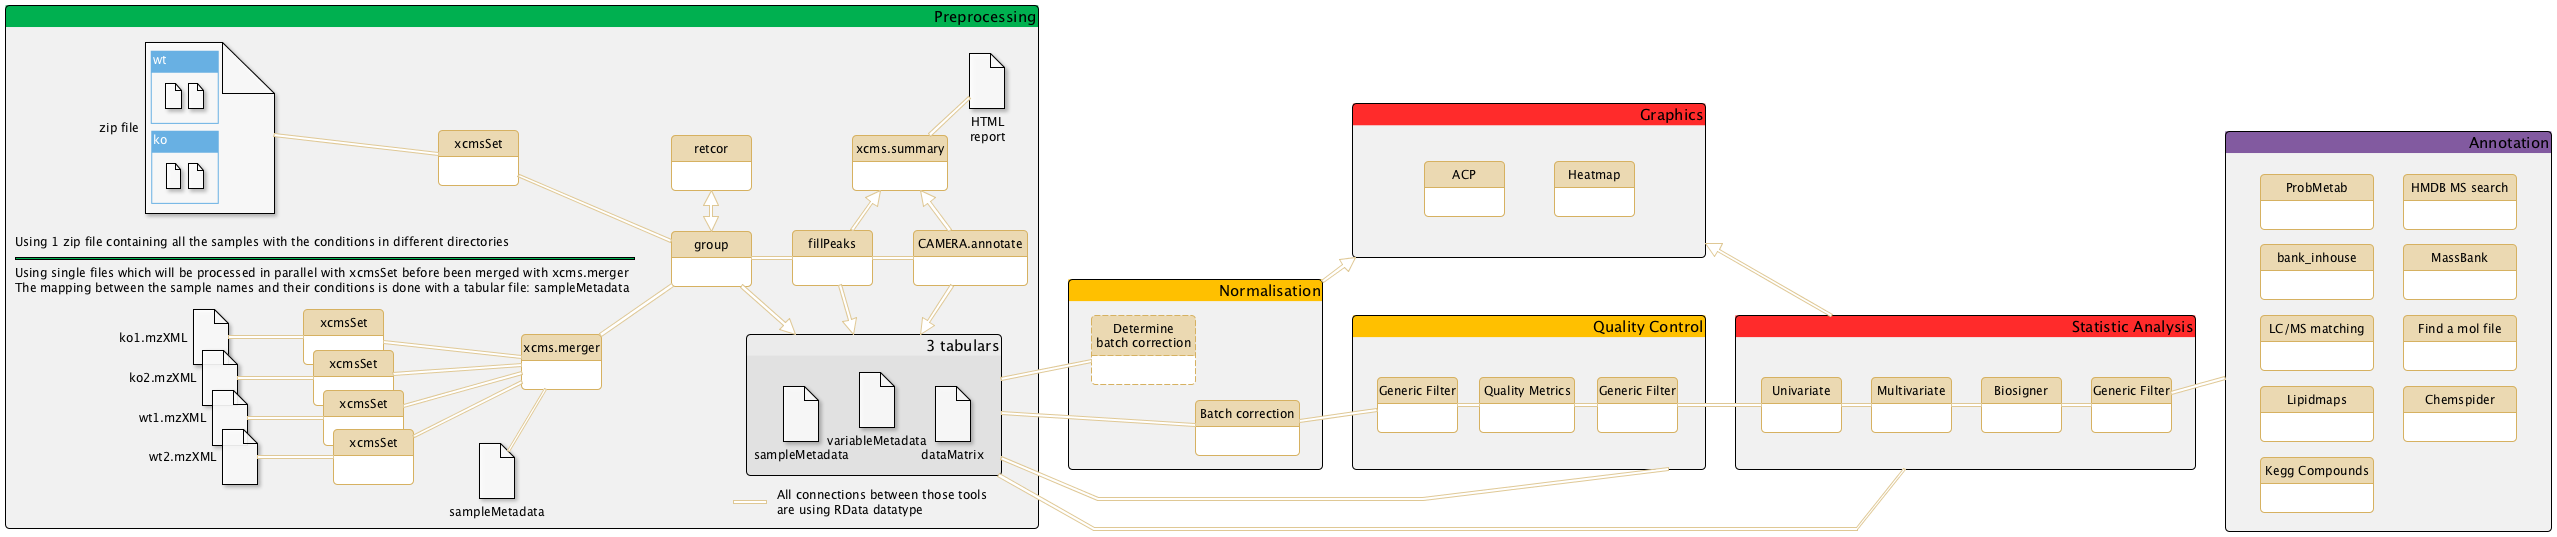 Preprocessing
wt
ko
zip file
xcmsSet
retcor
xcms.summary
HTML
report
Using 1 zip file containing all the samples with the conditions in different directories
Using single files which will be processed in parallel with xcmsSet before been merged with xcms.merger
The mapping between the sample names and their conditions is done with a tabular file: sampleMetadata
group
fillPeaks
CAMERA.annotate
ko1.mzXML
xcmsSet
ko2.mzXML
xcmsSet
wt1.mzXML
xcmsSet
wt2.mzXML
xcmsSet
xcms.merger
sampleMetadata
3 tabulars
sampleMetadata
variableMetadata
dataMatrix
All connections between those tools
are using RData datatype
Normalisation
Determine
batch correction
Batch correction
Graphics
ACP
Heatmap
Quality Control
Generic Filter
Quality Metrics
Generic Filter
Statistic Analysis
Univariate
Multivariate
Biosigner
Generic Filter
Annotation
ProbMetab
HMDB MS search
bank_inhouse
MassBank
LC/MS matching
Find a mol file
Lipidmaps
Chemspider
Kegg Compounds